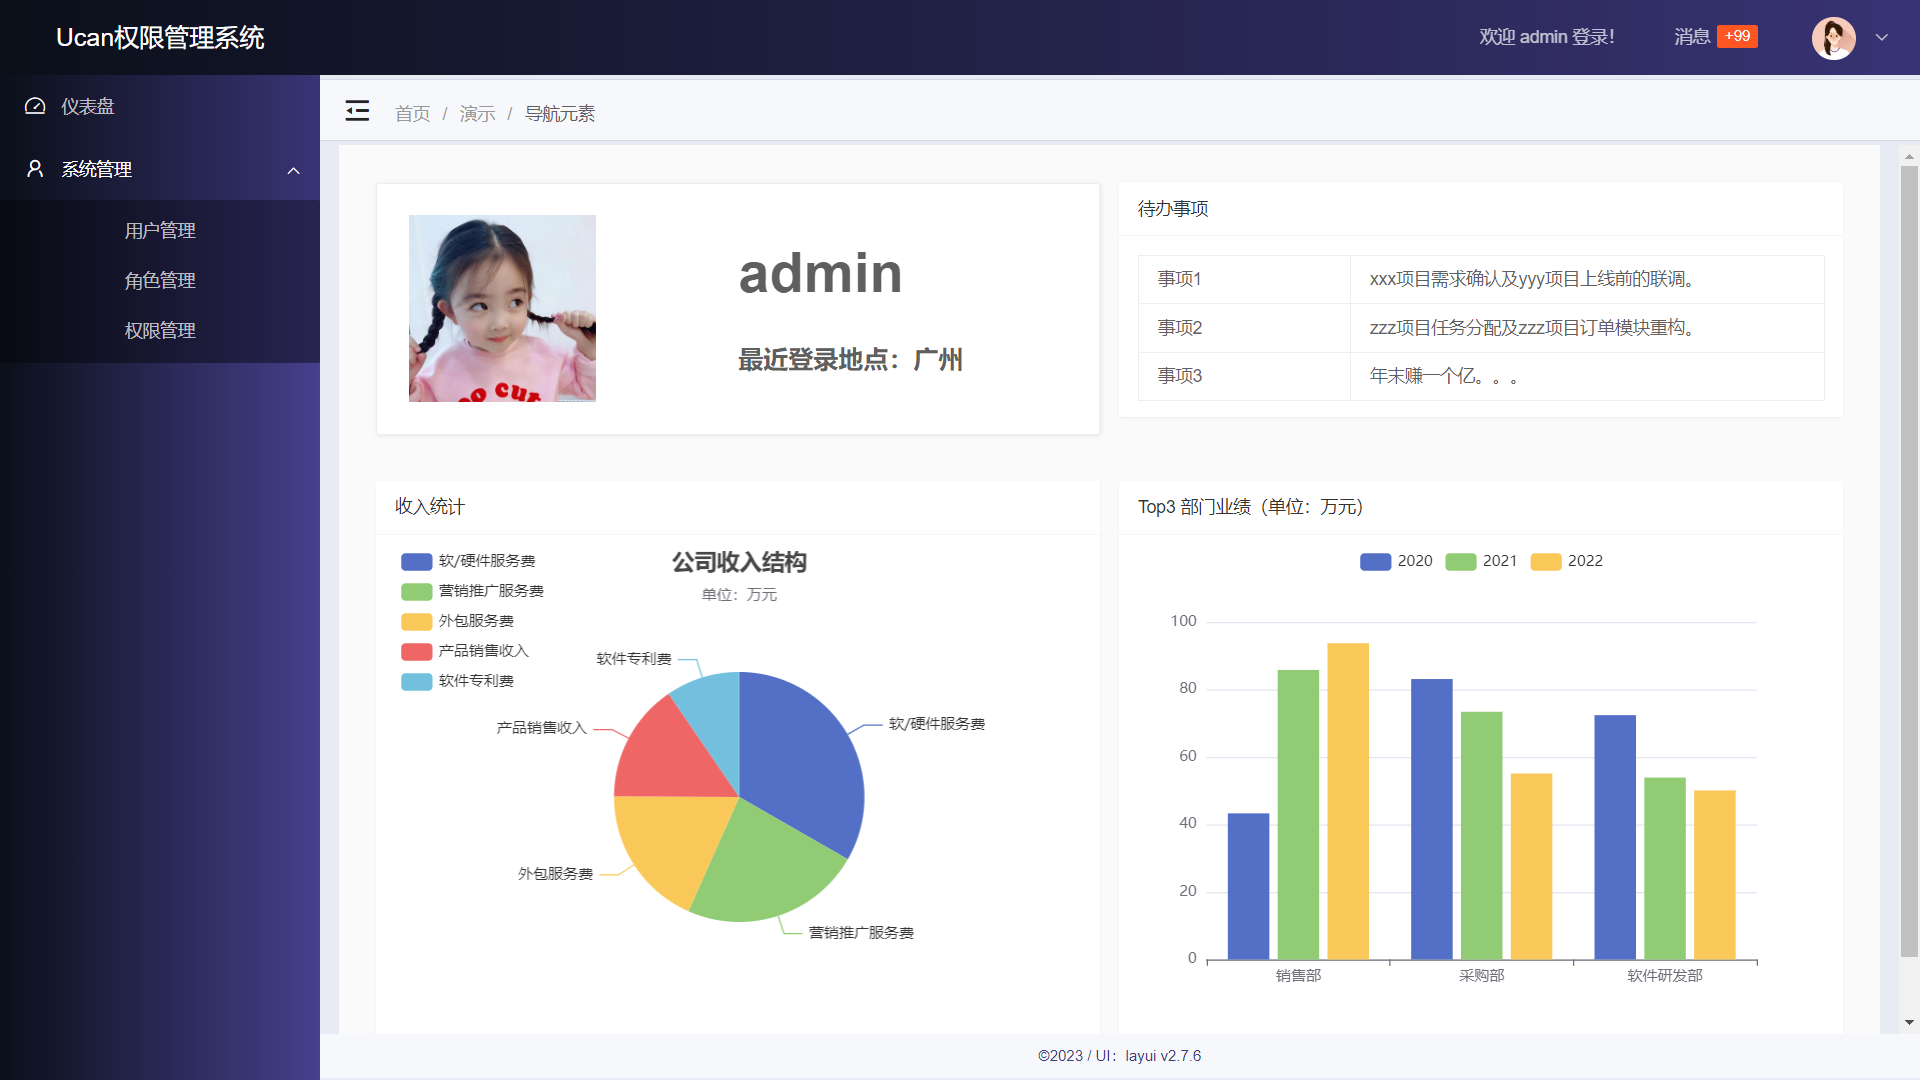 Ucan权限管理系统
欢迎 admin 登录!
消息 +99
仪表盘
系统管理
用户管理
角色管理
权限管理
首页 / 演示 / 导航元素
admin
最近登录地点：广州
待办事项
事项1 xxx项目需求确认及yyy项目上线前的联调。
事项2 zzz项目任务分配及zzz项目订单模块重构。
事项3 年末赚一个亿。。。
收入统计
软/硬件服务费
营销推广服务费
外包服务费
产品销售收入
软件专利费
公司收入结构
单位：万元
软件专利费
产品销售收入
软/硬件服务费
外包服务费
营销推广服务费
Top3 部门业绩（单位：万元）
2020 2021 2022
100
80
60
40
20
0
销售部 采购部 软件研发部
©2023 / UI：layui v2.7.6